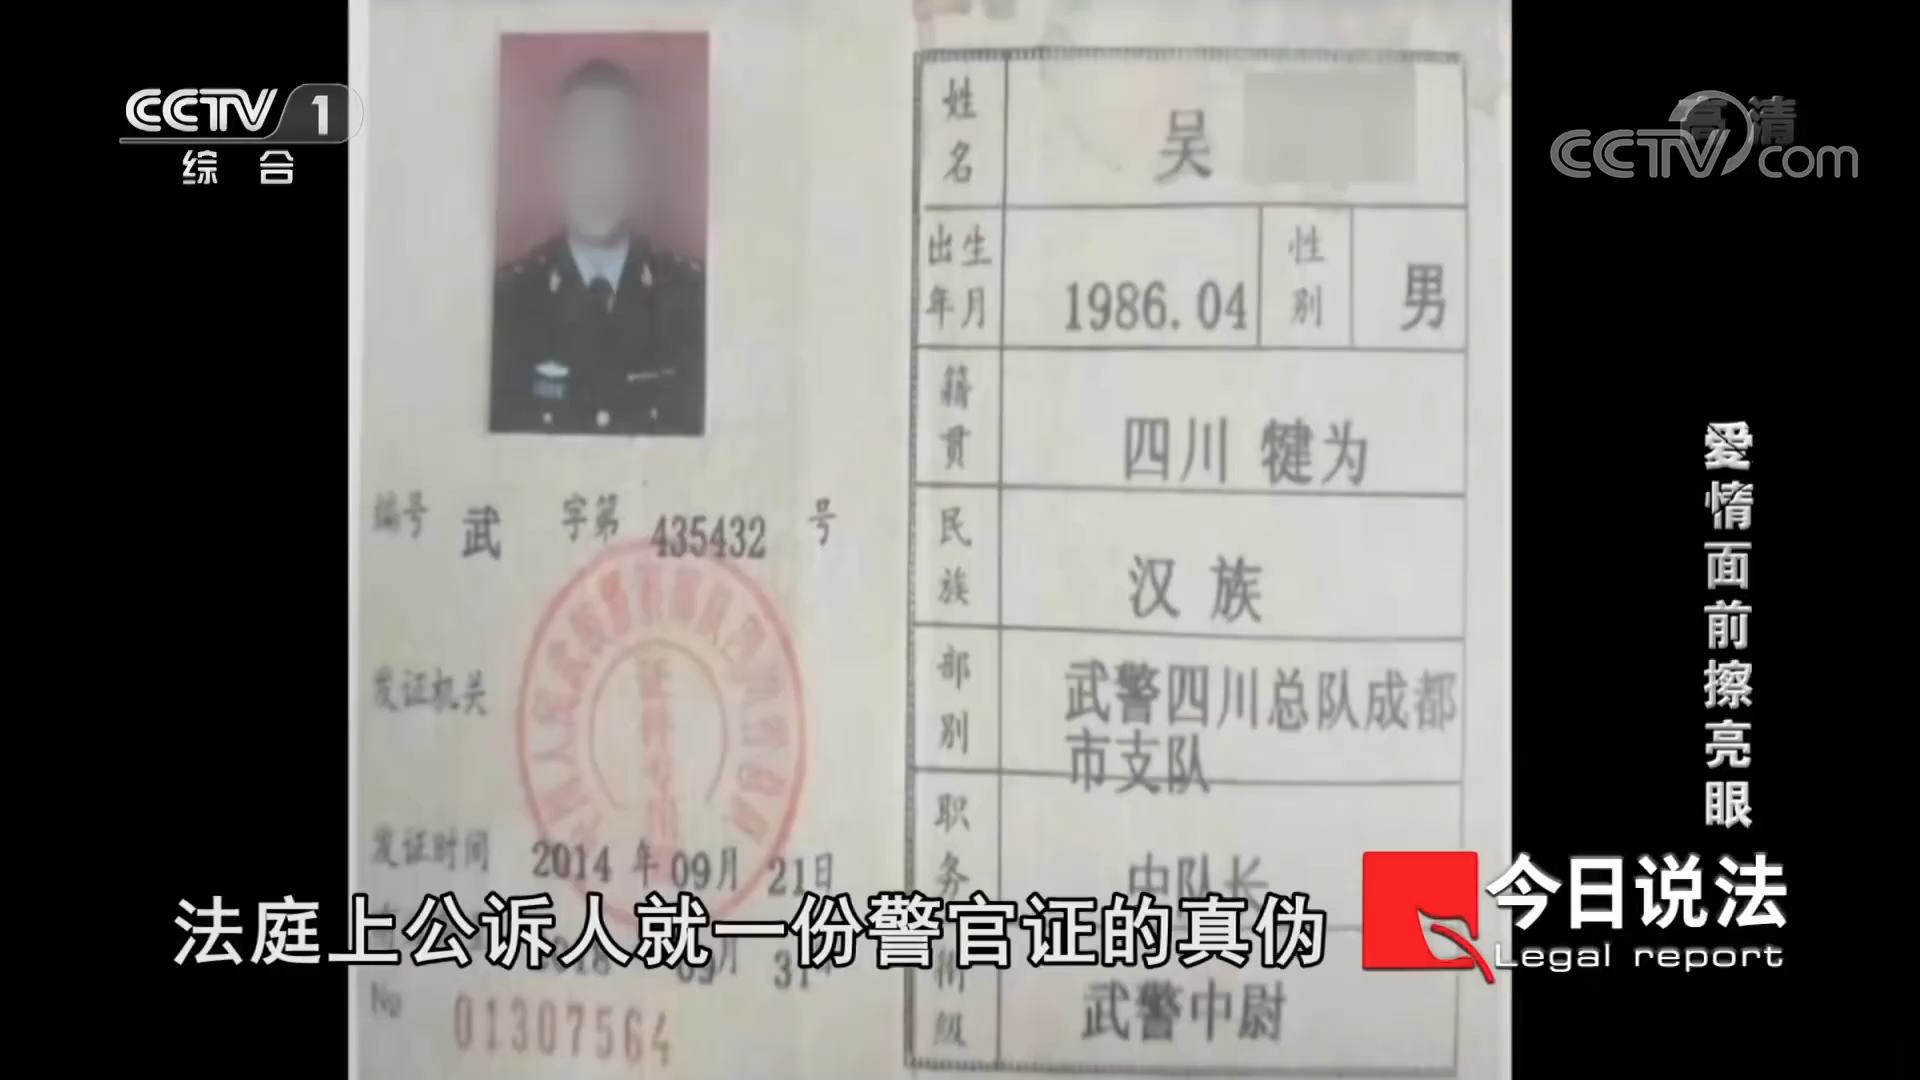 CCTV 1
综合
高清
CCTV com
姓名
吴
出生年月
1986.04
性别
男
籍贯
四川 犍为
民族
汉族
部别
武警四川总队成都
市支队
职务
中队长
衔级
武警中尉
编号 武 字第 435432 号
发证机关
发证时间 2014 年 09月 21日
No 01307564
爱情面前擦亮眼
法庭上公诉人就一份警官证的真伪
今日说法
Legal report